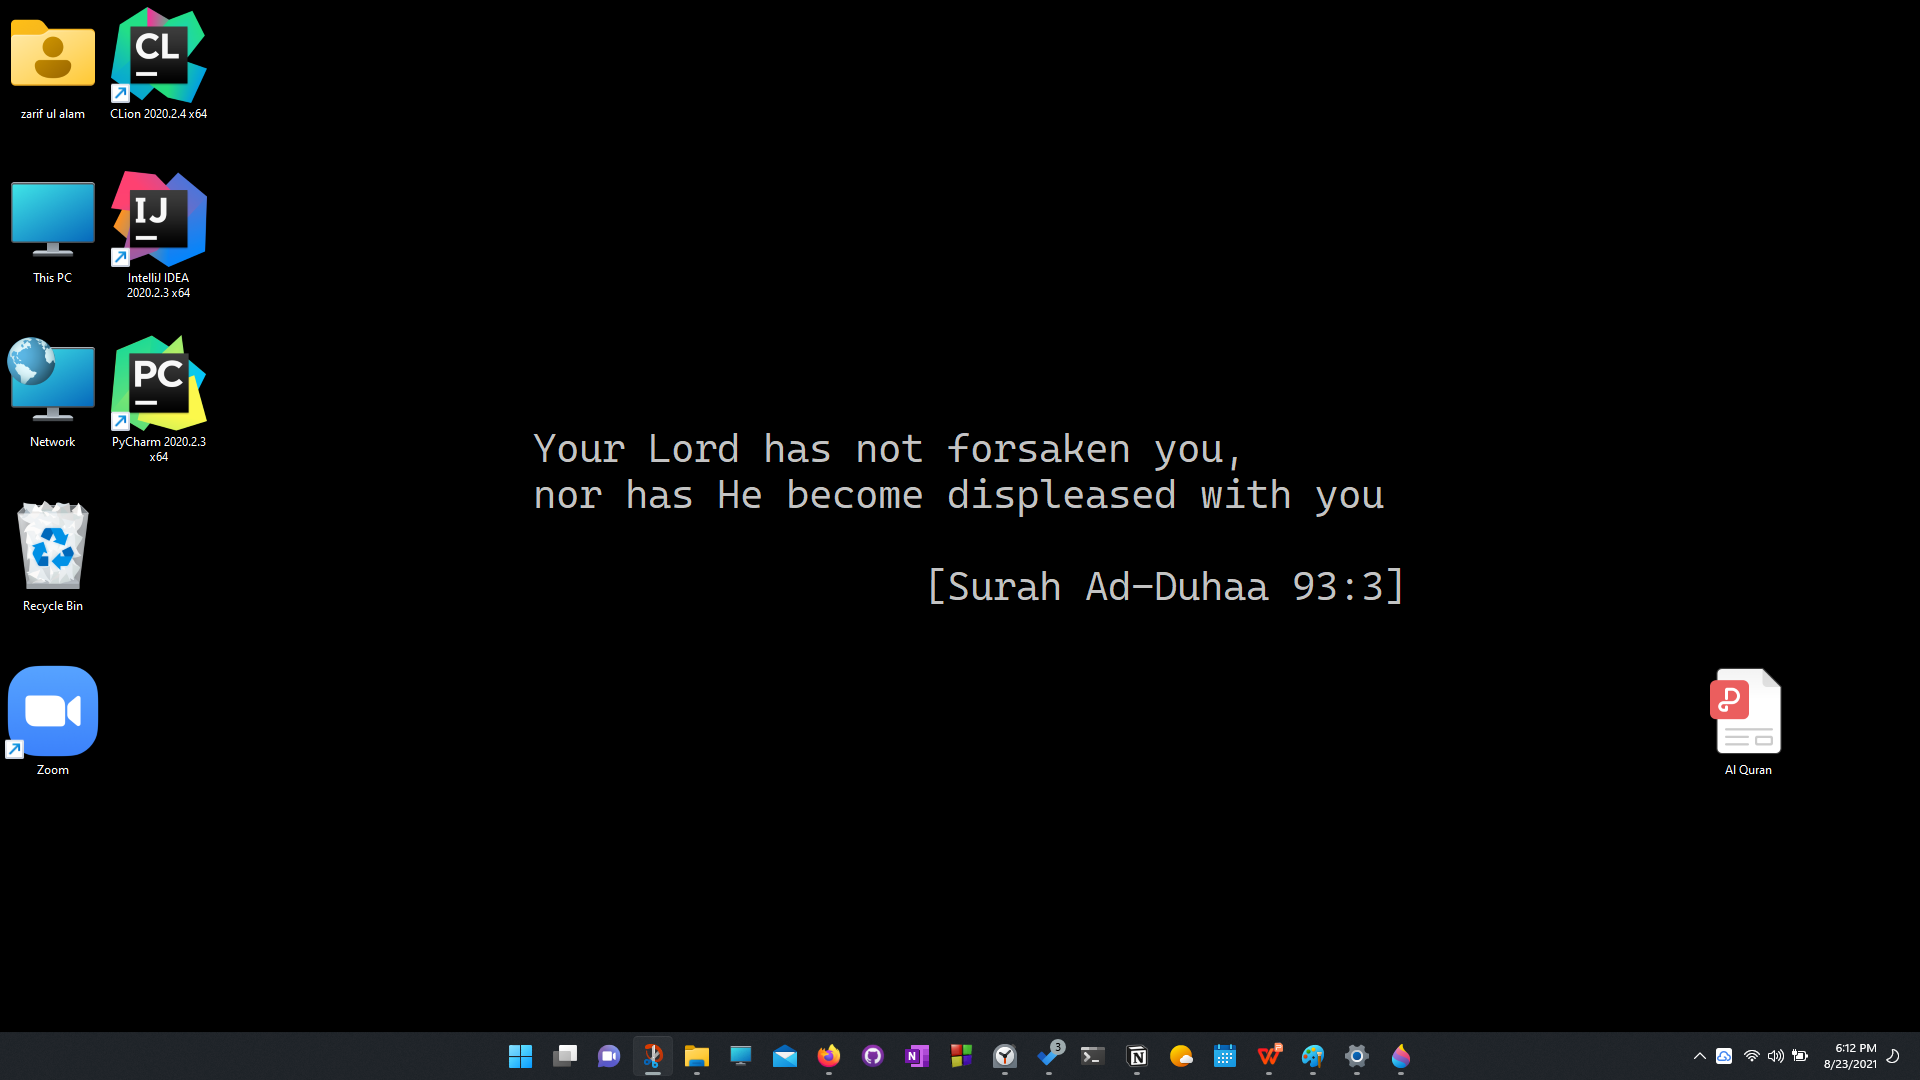 zarif ul alam
CL
CLion 2020.2.4 x64
This PC
IJ
IntelliJ IDEA
2020.2.3 x64
Network
PC
PyCharm 2020.2.3
x64
Recycle Bin
Zoom
Your Lord has not forsaken you,
nor has He become displeased with you
[Surah Ad-Duhaa 93:3]
Al Quran
N
3
N
W
6:12 PM
8/23/2021